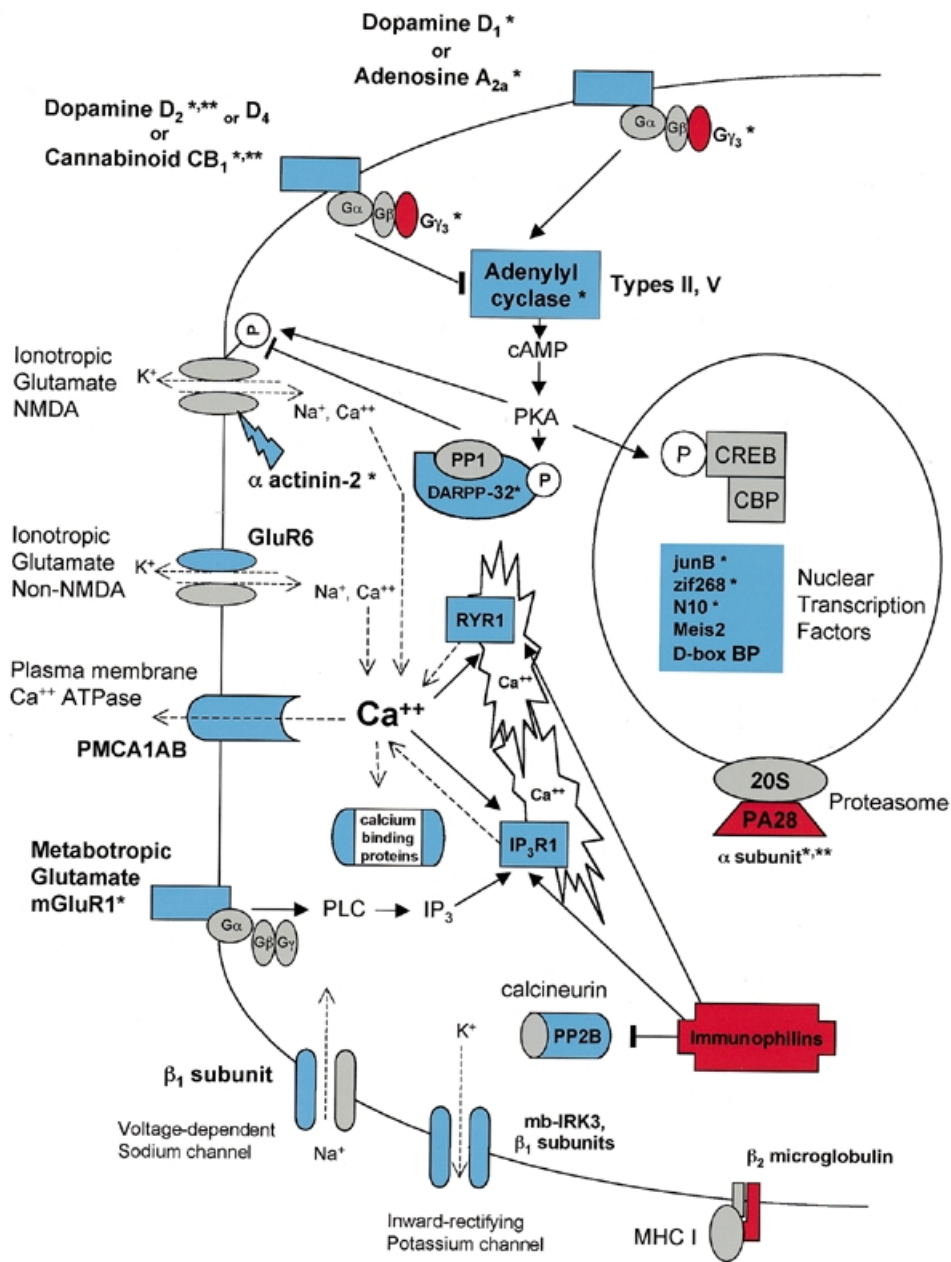 Dopamine D1 *
or
Adenosine A2a *
Gα Gβ Gγ3 *
Dopamine D2 *,** or D4
or
Cannabinoid CB1 *,**
Gα Gβ Gγ3 *
Adenylyl
cyclase *
Types II, V
cAMP
PKA
P
Ionotropic
Glutamate
NMDA
K+
Na+, Ca++
α actinin-2 *
PP1
DARPP-32*
P
P CREB
CBP
junB *
zif268 *
N10 *
Meis2
D-box BP
Nuclear
Transcription
Factors
GluR6
Ionotropic
Glutamate
Non-NMDA
K+
Na+, Ca++
RYR1
Ca++
Plasma membrane
Ca++ ATPase
PMCA1AB
Ca++
Ca++
20S
PA28
Proteasome
α subunit*,**
calcium
binding
proteins
IP3R1
Metabotropic
Glutamate
mGluR1*
Gα Gβ Gγ
PLC
IP3
calcineurin
PP2B
Immunophilins
β1 subunit
Voltage-dependent
Sodium channel
Na+
K+
mb-IRK3,
β1 subunits
Inward-rectifying
Potassium channel
β2 microglobulin
MHC I